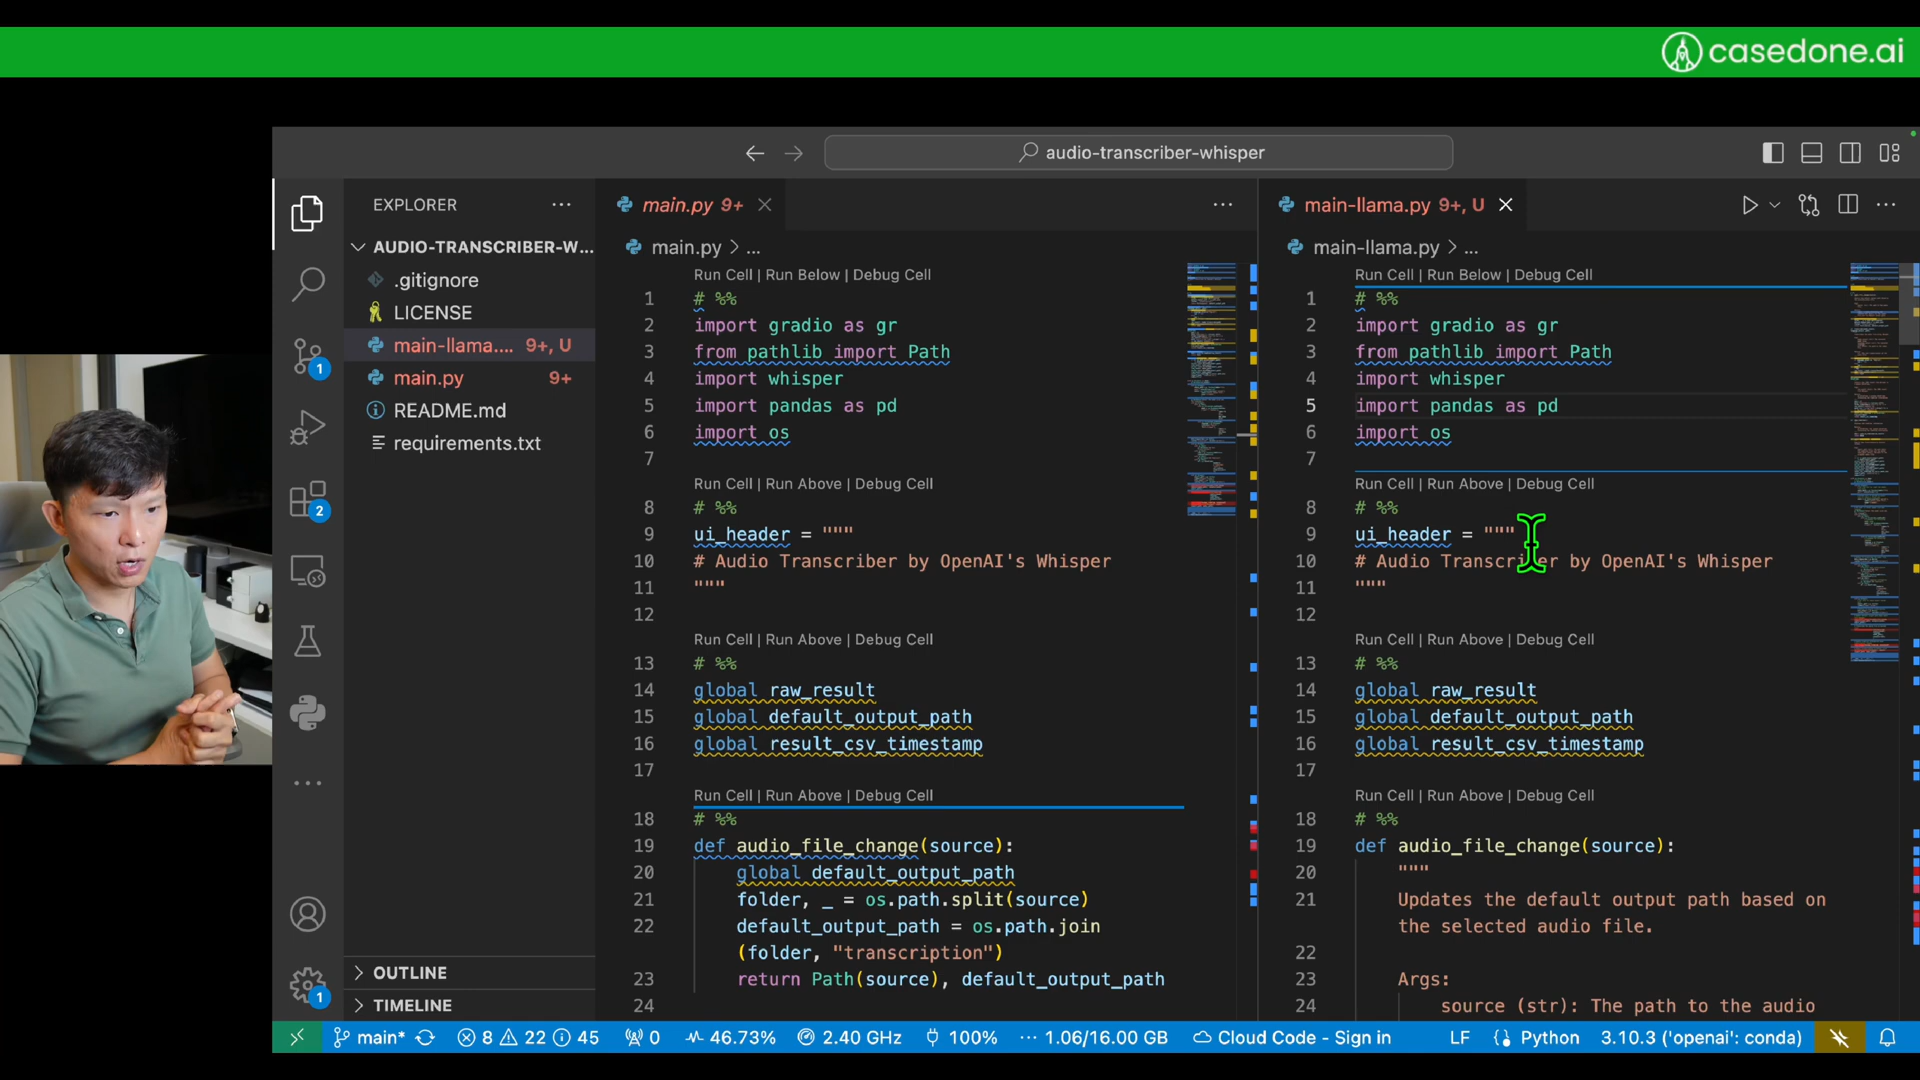 casedone.ai
audio-transcriber-whisper
EXPLORER
AUDIO-TRANSCRIBER-W...
.gitignore
LICENSE
main-llama.... 9+, U
main.py 9+
README.md
requirements.txt
OUTLINE
TIMELINE
1
2
2
1
main.py 9+
main.py > ...
Run Cell | Run Below | Debug Cell
1 # %%
2 import gradio as gr
3 from pathlib import Path
4 import whisper
5 import pandas as pd
6 import os
7
Run Cell | Run Above | Debug Cell
8 # %%
9 ui_header = """
10 # Audio Transcriber by OpenAI's Whisper
11 """
12
Run Cell | Run Above | Debug Cell
13 # %%
14 global raw_result
15 global default_output_path
16 global result_csv_timestamp
17
Run Cell | Run Above | Debug Cell
18 # %%
19 def audio_file_change(source):
20 global default_output_path
21 folder, _ = os.path.split(source)
22 default_output_path = os.path.join
(folder, "transcription")
23 return Path(source), default_output_path
24
main-llama.py 9+, U
main-llama.py > ...
Run Cell | Run Below | Debug Cell
1 # %%
2 import gradio as gr
3 from pathlib import Path
4 import whisper
5 import pandas as pd
6 import os
7
Run Cell | Run Above | Debug Cell
8 # %%
9 ui_header = """
10 # Audio Transcriber by OpenAI's Whisper
11 """
12
Run Cell | Run Above | Debug Cell
13 # %%
14 global raw_result
15 global default_output_path
16 global result_csv_timestamp
17
Run Cell | Run Above | Debug Cell
18 # %%
19 def audio_file_change(source):
20 """
21 Updates the default output path based on
the selected audio file.
22
23 Args:
24 source (str): The path to the audio
main* 8 22 45 0 46.73% 2.40 GHz 100% 1.06/16.00 GB Cloud Code - Sign in LF Python 3.10.3 ('openai': conda)